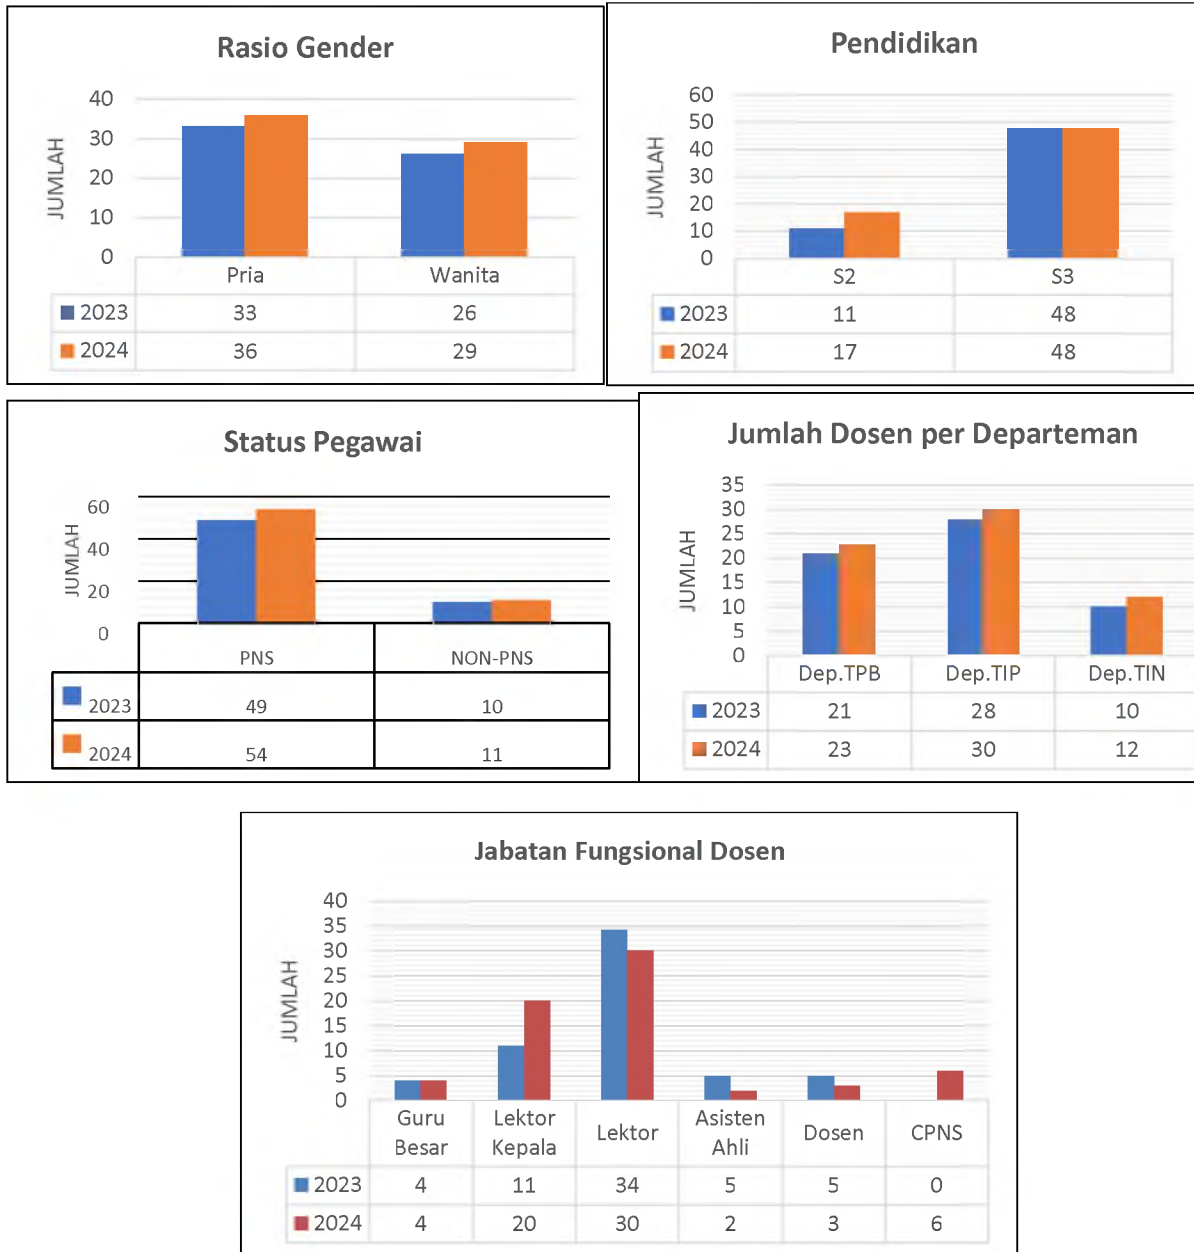 Rasio Gender
JUMLAH
40
30
20
10
0
Pria Wanita
2023 33 26
2024 36 29
Pendidikan
JUMLAH
60
50
40
30
20
10
0
S2 S3
2023 11 48
2024 17 48
Status Pegawai
JUMLAH
60
40
20
0
PNS NON-PNS
2023 49 10
2024 54 11
Jumlah Dosen per Departeman
JUMLAH
35
30
25
20
15
10
5
0
Dep.TPB Dep.TIP Dep.TIN
2023 21 28 10
2024 23 30 12
Jabatan Fungsional Dosen
JUMLAH
40
35
30
25
20
15
10
5
0
Guru Lektor Asisten
Besar Kepala Lektor Ahli Dosen CPNS
2023 4 11 34 5 5 0
2024 4 20 30 2 3 6